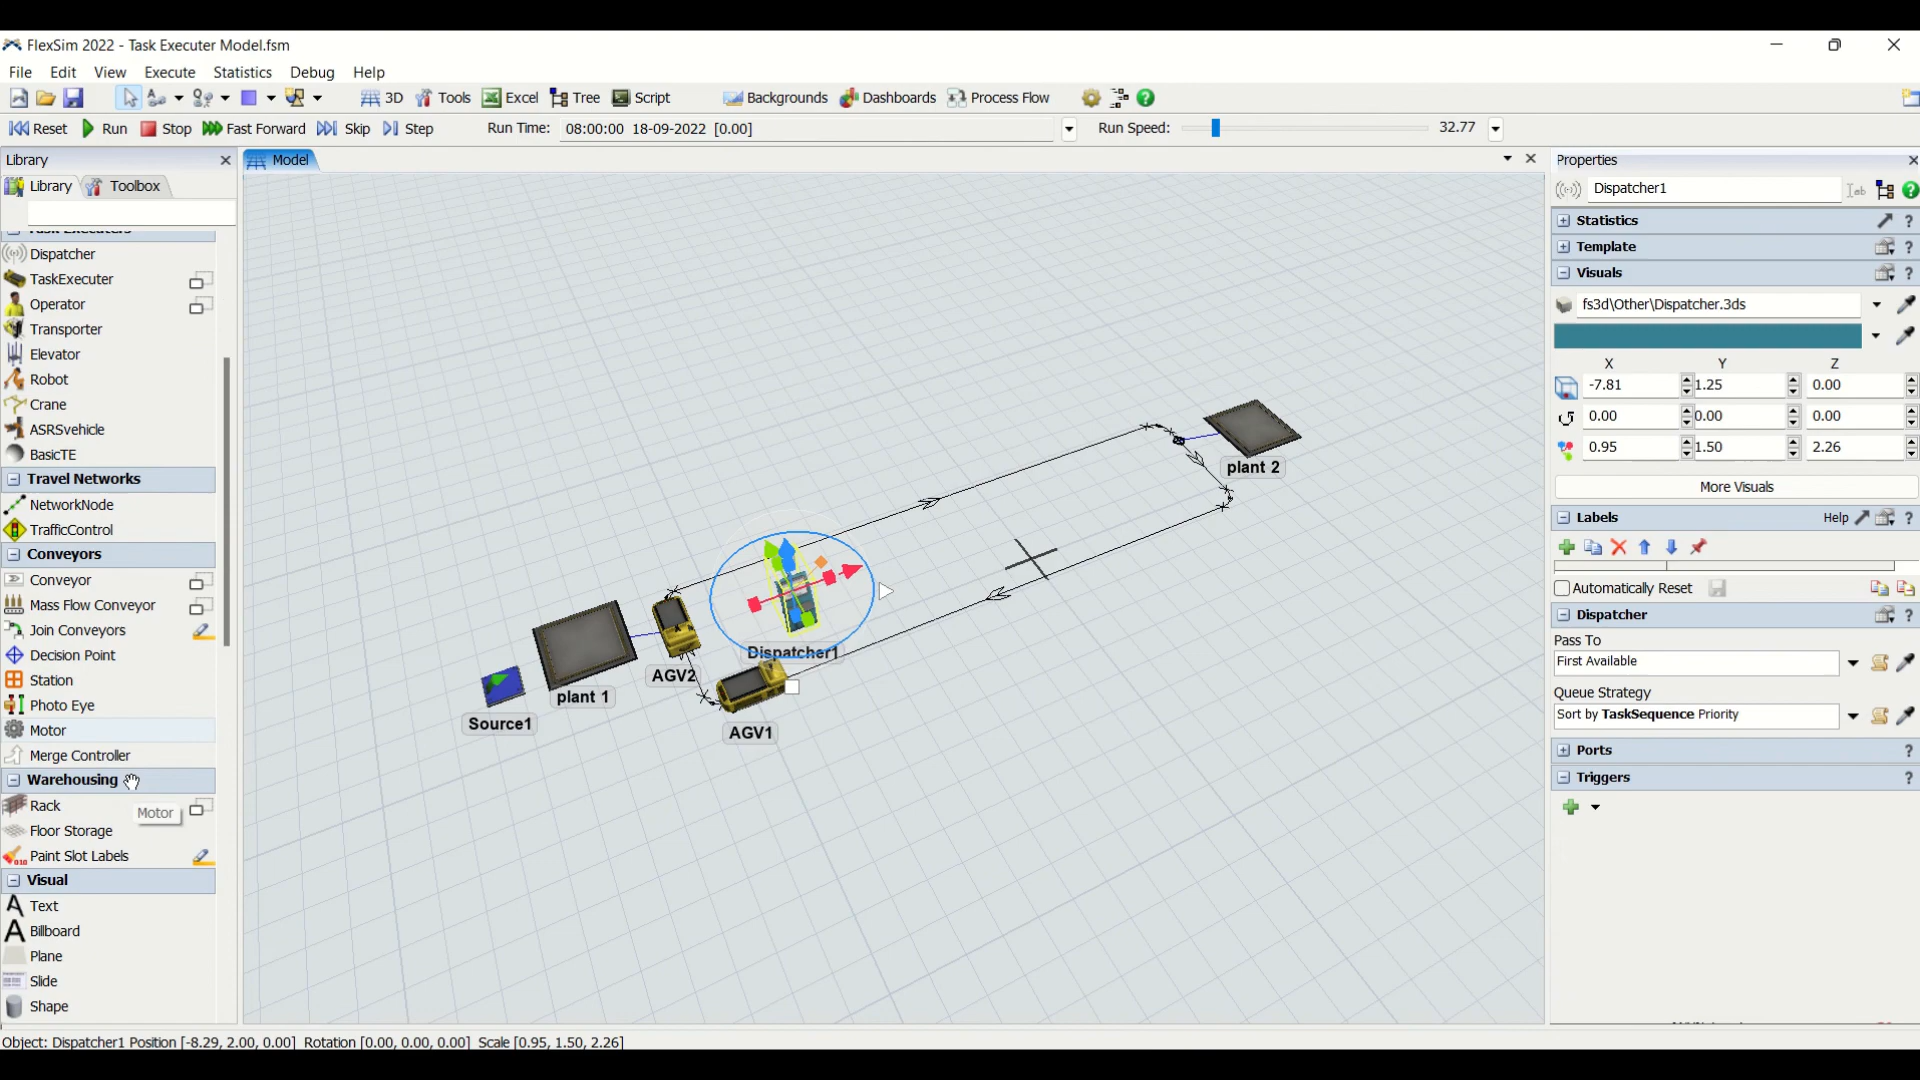 FlexSim 2022 - Task Executer Model.fsm
File Edit View Execute Statistics Debug Help
3D Tools Excel Tree Script Backgrounds Dashboards Process Flow
Reset Run Stop Fast Forward Skip Step Run Time: 08:00:00 18-09-2022 [0.00] Run Speed: 32.77
Library
Library Toolbox
Task Executers
Dispatcher
TaskExecuter
Operator
Transporter
Elevator
Robot
Crane
ASRSvehicle
BasicTE
Travel Networks
NetworkNode
TrafficControl
Conveyors
Conveyor
Mass Flow Conveyor
Join Conveyors
Decision Point
Station
Photo Eye
Motor
Merge Controller
Warehousing
Rack
Motor
Floor Storage
Paint Slot Labels
Visual
Text
Billboard
Plane
Slide
Shape
Model
plant 2
Dispatcher1
AGV2
plant 1
Source1
AGV1
Properties
Dispatcher1
Statistics
Template
Visuals
fs3d\Other\Dispatcher.3ds
X Y Z
-7.81 1.25 0.00
0.00 0.00 0.00
0.95 1.50 2.26
More Visuals
Labels Help
Automatically Reset
Dispatcher
Pass To
First Available
Queue Strategy
Sort by TaskSequence Priority
Ports
Triggers
Object: Dispatcher1 Position [-8.29, 2.00, 0.00] Rotation [0.00, 0.00, 0.00] Scale [0.95, 1.50, 2.26]